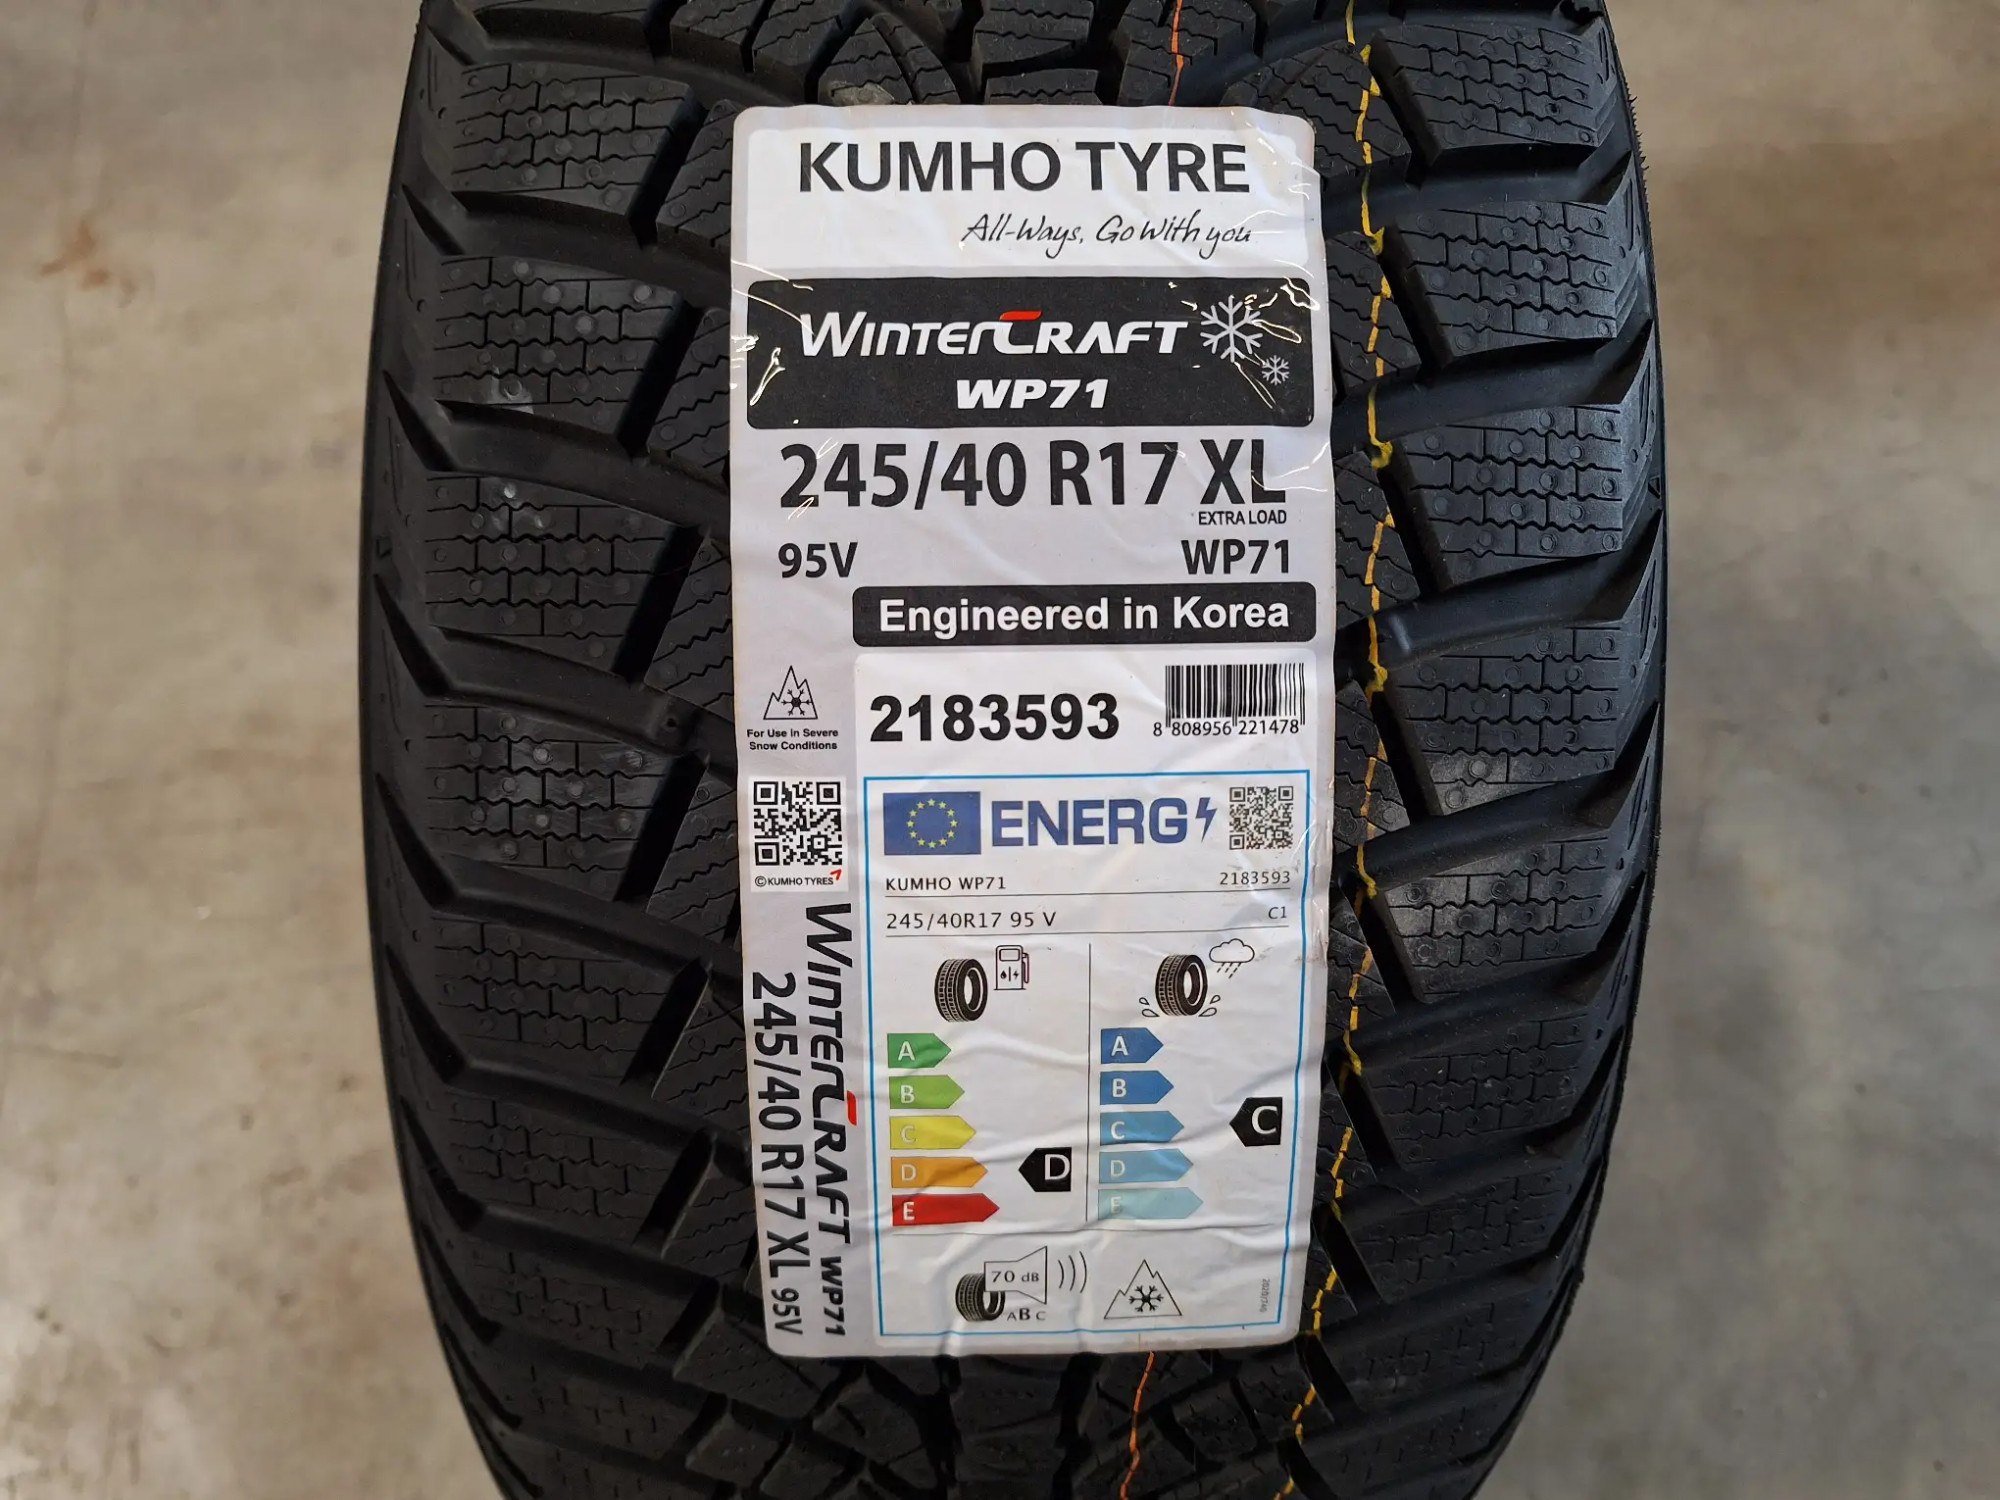 KUMHO TYRE
All-Ways, Go With you
WINTERCRAFT
WP71
245/40 R17 XL
EXTRA LOAD
95V WP71
Engineered in Korea
For Use in Severe
Snow Conditions
2183593
8 808956 221478
©KUMHO TYRES
WINTERCRAFT WP71
245/40 R17 XL 95V
ENERG
KUMHO WP71 2183593
245/40R17 95 V C1
A
B
C
D
E
D
A
B
C
D
E
C
70 dB
ABC
2020/740